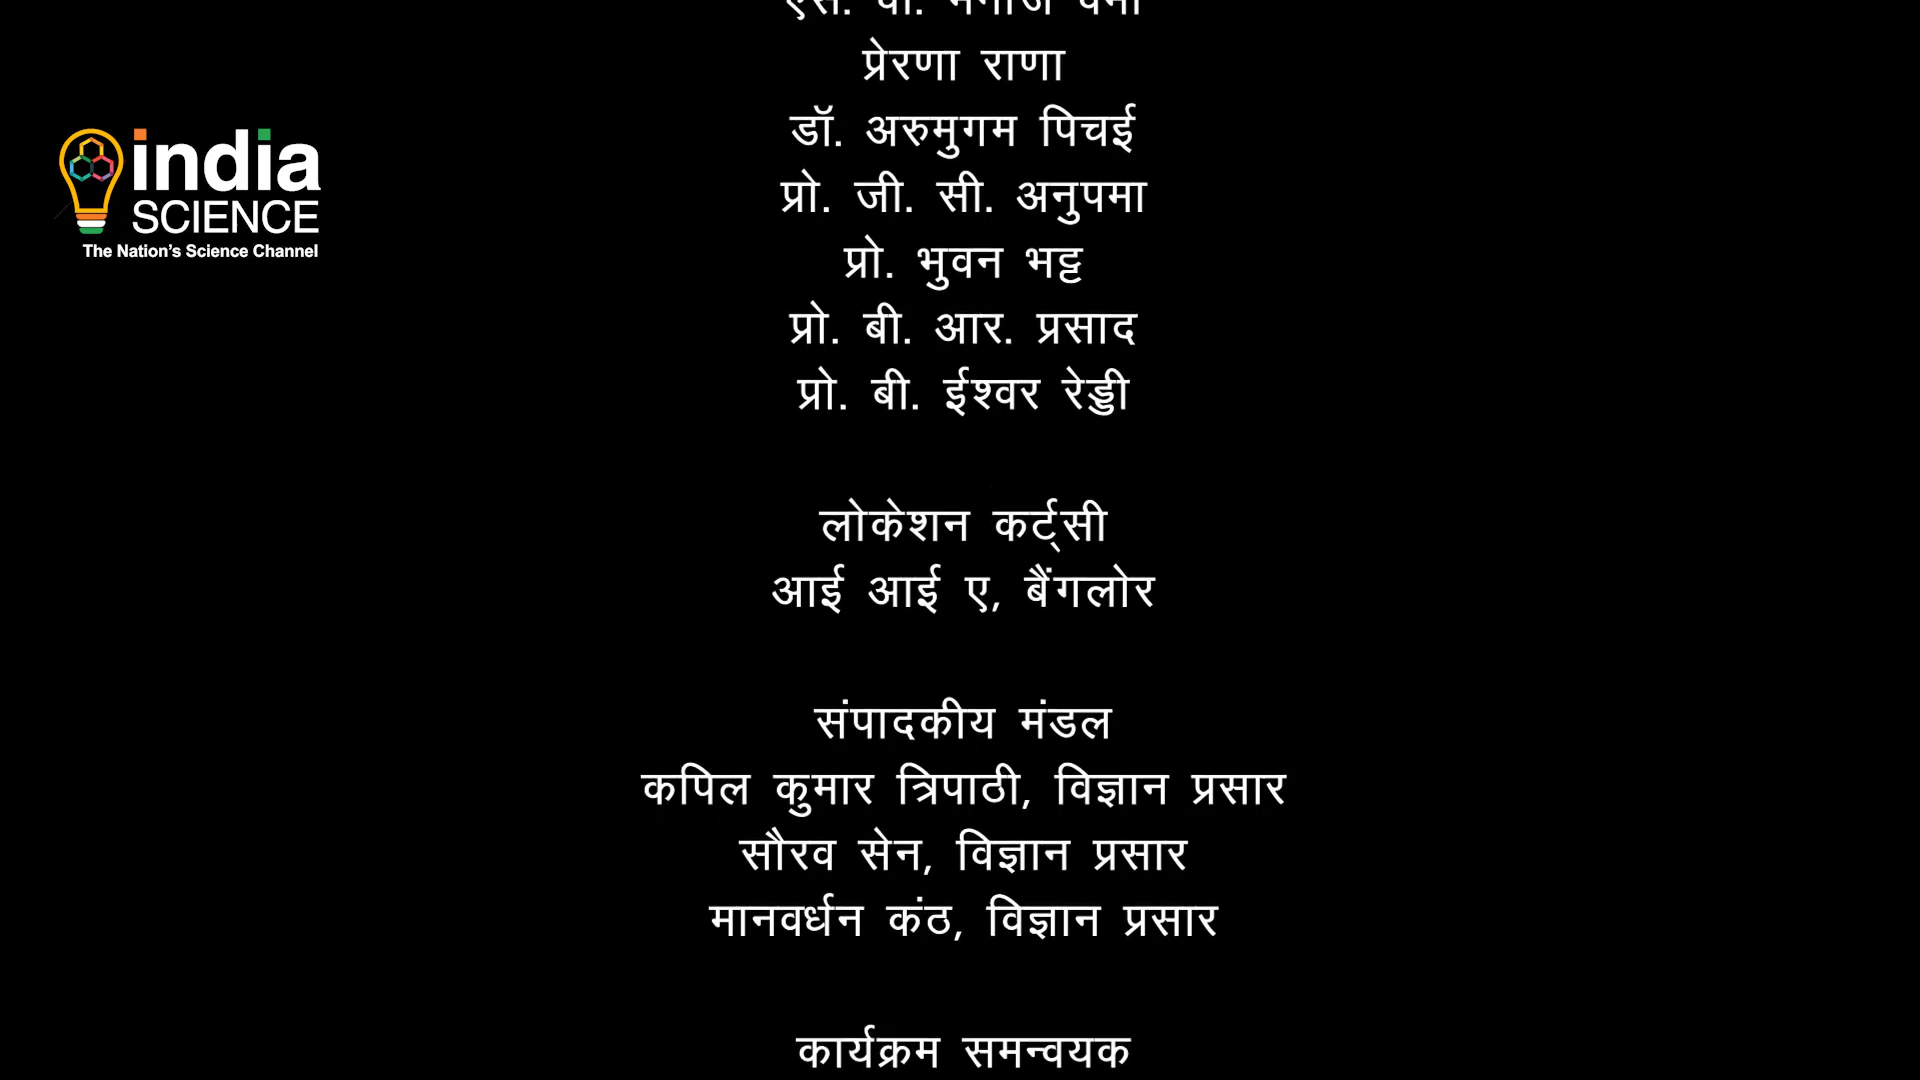 प्रेरणा राणा
डॉ. अरुमुगम पिचई
प्रो. जी. सी. अनुपमा
प्रो. भुवन भट्ट
प्रो. बी. आर. प्रसाद
प्रो. बी. ईश्वर रेड्डी
लोकेशन कर्ट्सी
आई आई ए, बैंगलोर
संपादकीय मंडल
कपिल कुमार त्रिपाठी, विज्ञान प्रसार
सौरव सेन, विज्ञान प्रसार
मानवर्धन कंठ, विज्ञान प्रसार
कार्यक्रम समन्वयक
india
SCIENCE
The Nation's Science Channel